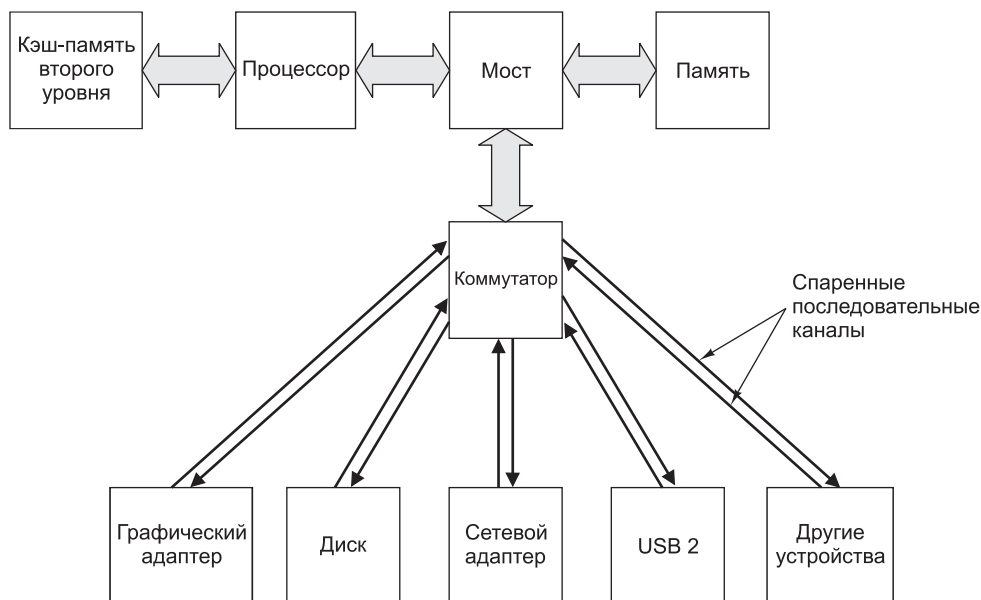 Кэш-память
второго
уровня
Процессор
Мост
Память
Коммутатор
Спаренные
последовательные
каналы
Графический
адаптер
Диск
Сетевой
адаптер
USB 2
Другие
устройства